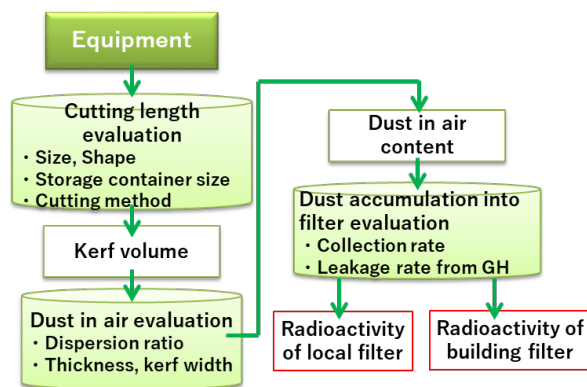 Equipment
Cutting length
evaluation
・Size, Shape
・Storage container size
・Cutting method
Kerf volume
Dust in air evaluation
・Dispersion ratio
・Thickness, kerf width
Dust in air
content
Dust accumulation into
filter evaluation
・Collection rate
・Leakage rate from GH
Radioactivity
of local filter
Radioactivity of
building filter